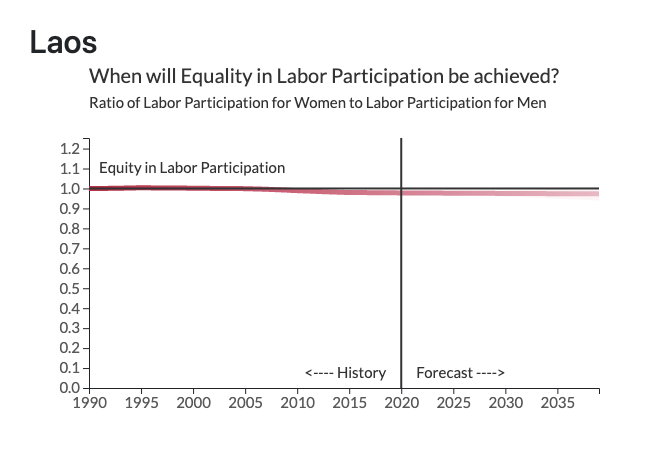 Laos
When will Equality in Labor Participation be achieved?
Ratio of Labor Participation for Women to Labor Participation for Men
1.2
1.1
Equity in Labor Participation
1.0
0.9
0.8
0.7
0.6
0.5
0.4
0.3
0.2
0.1
<---- History
Forecast ---->
0.0
1990 1995 2000 2005 2010 2015 2020 2025 2030 2035